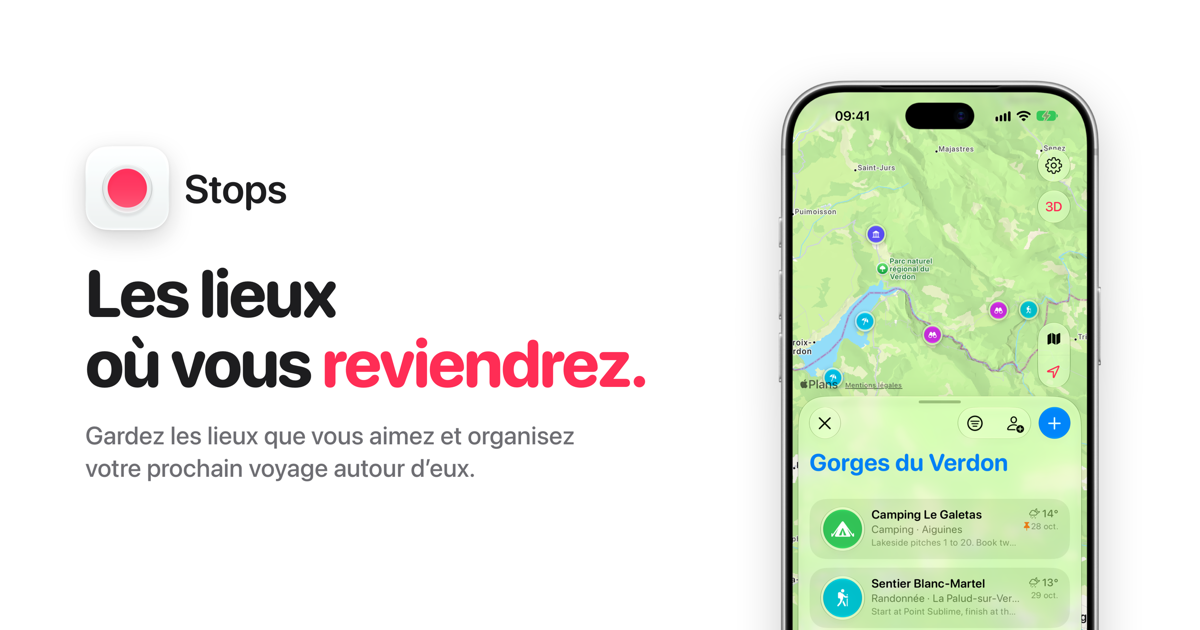 Stops
Les lieux
où vous reviendrez.
Gardez les lieux que vous aimez et organisez
votre prochain voyage autour d’eux.
09:41
Majastres
Senez
Saint-Jurs
3D
Puimoisson
Parc naturel
régional du
Verdon
roix-
rdon
Tri
Plans Mentions légales
Gorges du Verdon
Camping Le Galetas
14°
Camping · Aiguines
28 oct.
Lakeside pitches 1 to 20. Book tw...
Sentier Blanc-Martel
13°
Randonnée · La Palud-sur-Ver...
29 oct.
Start at Point Sublime, finish at th...